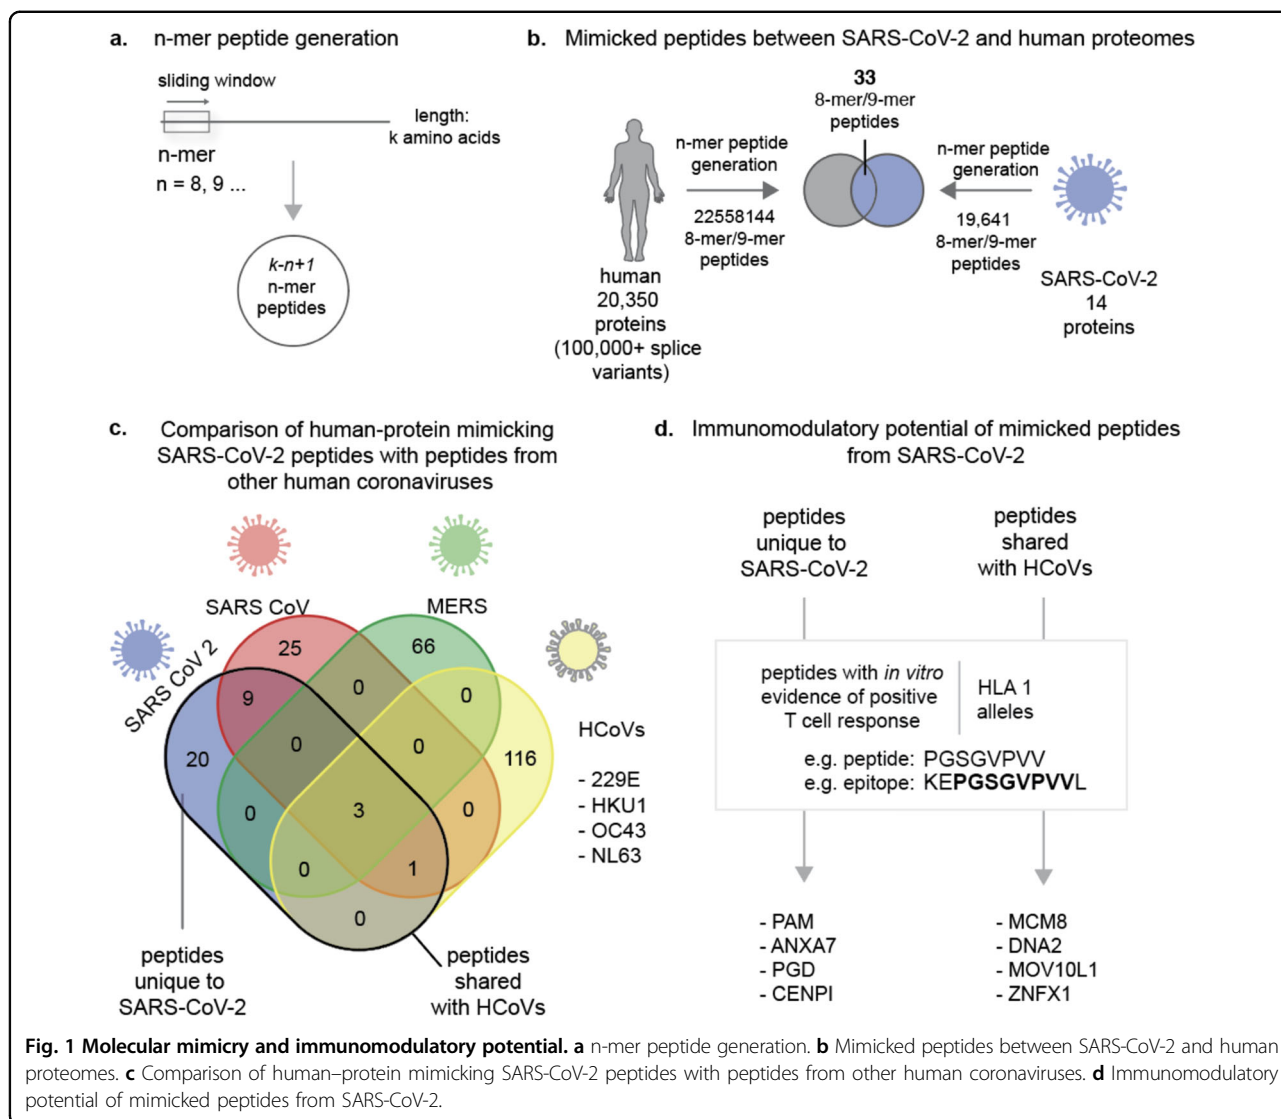 a. n-mer peptide generation
sliding window
length:
k amino acids
n-mer
n = 8, 9 ...
k-n+1
n-mer
peptides
b. Mimicked peptides between SARS-CoV-2 and human proteomes
33
8-mer/9-mer
peptides
n-mer peptide
generation
22558144
8-mer/9-mer
peptides
n-mer peptide
generation
19,641
8-mer/9-mer
peptides
human
20,350
proteins
(100,000+ splice
variants)
SARS-CoV-2
14
proteins
c. Comparison of human-protein mimicking
SARS-CoV-2 peptides with peptides from
other human coronaviruses
SARS CoV
MERS
SARS CoV 2
25
66
9
0
0
20
0
0
116
0
3
0
0
1
0
HCoVs
- 229E
- HKU1
- OC43
- NL63
peptides
unique to
SARS-CoV-2
peptides
shared
with HCoVs
d. Immunomodulatory potential of mimicked peptides
from SARS-CoV-2
peptides
unique to
SARS-CoV-2
peptides
shared
with HCoVs
peptides with in vitro
evidence of positive
T cell response
HLA 1
alleles
e.g. peptide: PGSGVPVV
e.g. epitope: KEPGSGVPVVL
- PAM
- ANXA7
- PGD
- CENPI
- MCM8
- DNA2
- MOV10L1
- ZNFX1
Fig. 1 Molecular mimicry and immunomodulatory potential. a n-mer peptide generation. b Mimicked peptides between SARS-CoV-2 and human
proteomes. c Comparison of human–protein mimicking SARS-CoV-2 peptides with peptides from other human coronaviruses. d Immunomodulatory
potential of mimicked peptides from SARS-CoV-2.